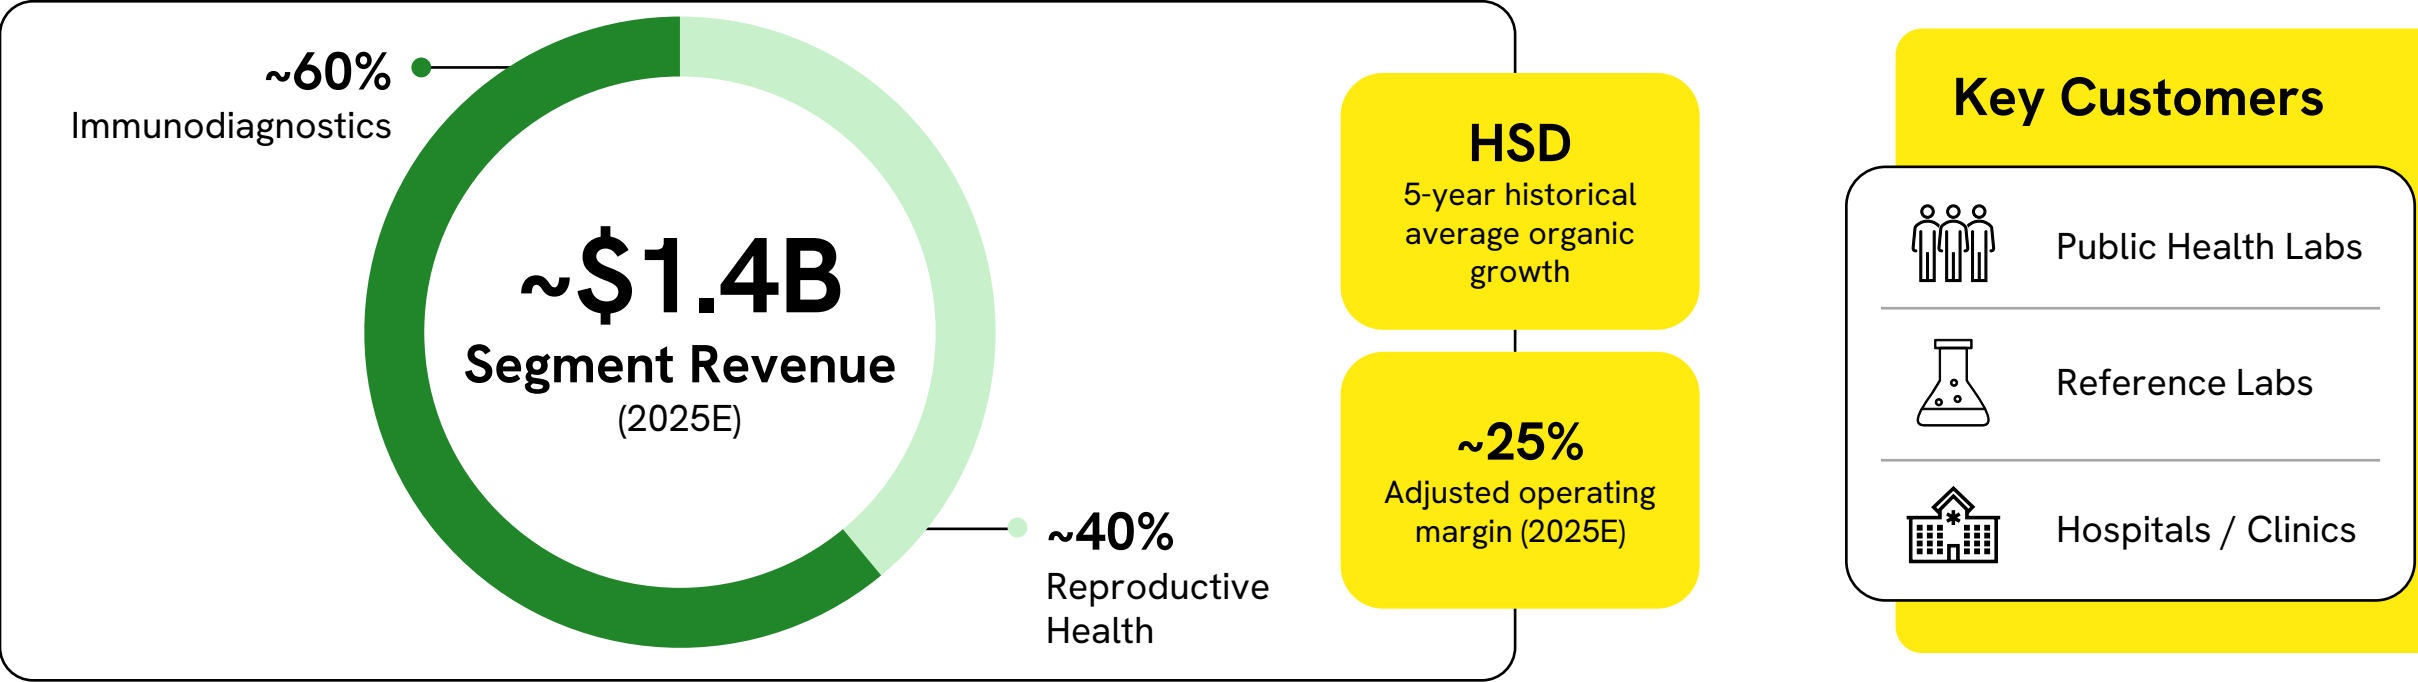 ~60%
Immunodiagnostics
~$1.4B
Segment Revenue
(2025E)
~40%
Reproductive
Health
HSD
5-year historical
average organic
growth
~25%
Adjusted operating
margin (2025E)
Key Customers
Public Health Labs
Reference Labs
Hospitals / Clinics